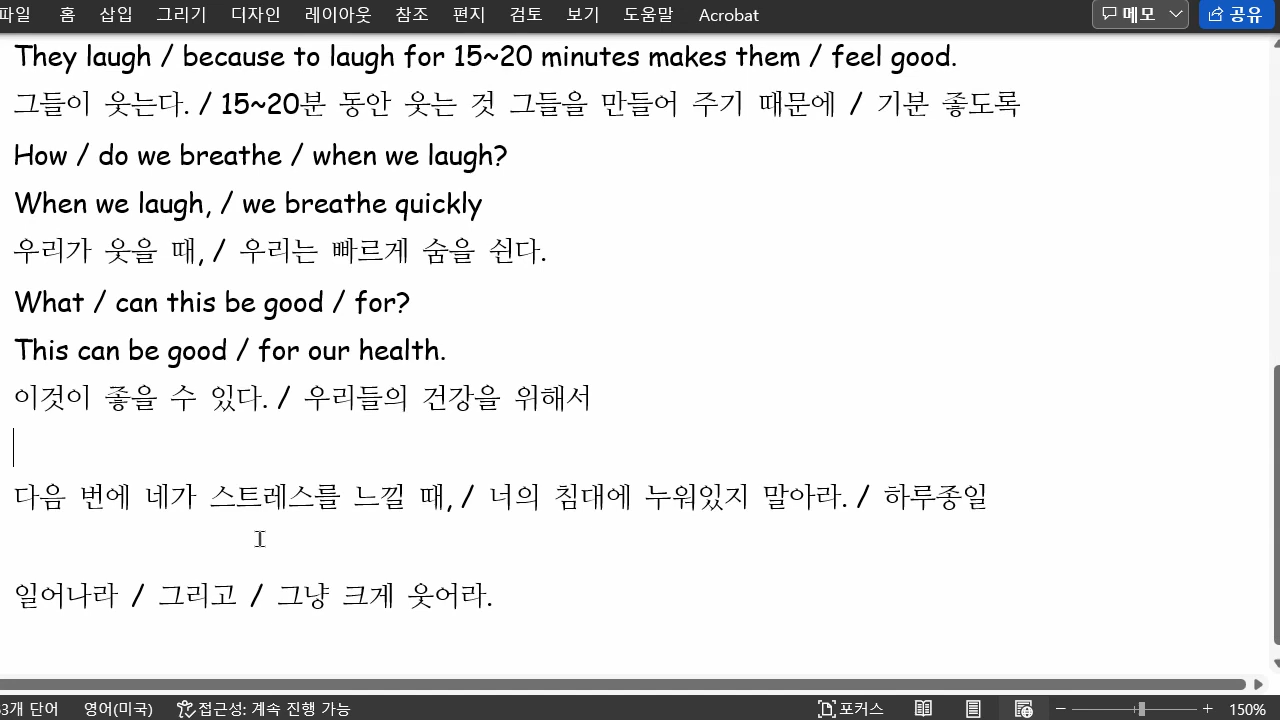 파일 홈 삽입 그리기 디자인 레이아웃 참조 편지 검토 보기 도움말 Acrobat 메모 공유
They laugh / because to laugh for 15~20 minutes makes them / feel good.
그들이 웃는다. / 15~20분 동안 웃는 것 그들을 만들어 주기 때문에 / 기분 좋도록
How / do we breathe / when we laugh?
When we laugh, / we breathe quickly
우리가 웃을 때, / 우리는 빠르게 숨을 쉰다.
What / can this be good / for?
This can be good / for our health.
이것이 좋을 수 있다. / 우리들의 건강을 위해서
다음 번에 네가 스트레스를 느낄 때, / 너의 침대에 누워있지 말아라. / 하루종일
일어나라 / 그리고 / 그냥 크게 웃어라.
3개 단어 영어(미국) 접근성: 계속 진행 가능 포커스 150%